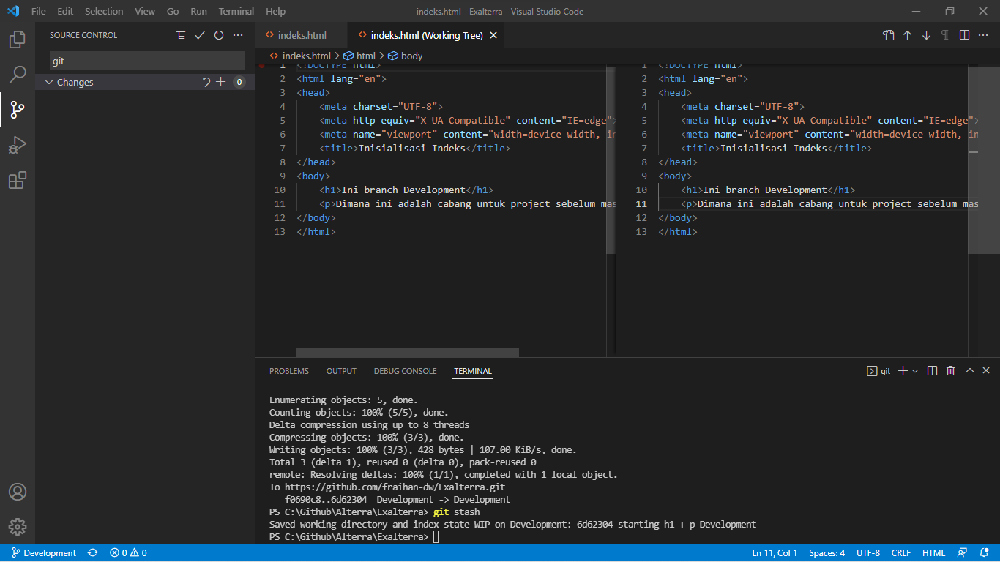 File Edit Selection View Go Run Terminal Help indeks.html - Exalterra - Visual Studio Code
SOURCE CONTROL
git
Changes 0
indeks.html indeks.html (Working Tree)
indeks.html > html > body
1 <!DOCTYPE html>
2 <html lang="en">
3 <head>
4 <meta charset="UTF-8">
5 <meta http-equiv="X-UA-Compatible" content="IE=edge">
6 <meta name="viewport" content="width=device-width, in
7 <title>Inisialisasi Indeks</title>
8 </head>
9 <body>
10 <h1>Ini branch Development</h1>
11 <p>Dimana ini adalah cabang untuk project sebelum mas
12 </body>
13 </html>
1 <!DOCTYPE html>
2 <html lang="en">
3 <head>
4 <meta charset="UTF-8">
5 <meta http-equiv="X-UA-Compatible" content="IE=edge">
6 <meta name="viewport" content="width=device-width, in
7 <title>Inisialisasi Indeks</title>
8 </head>
9 <body>
10 <h1>Ini branch Development</h1>
11 <p>Dimana ini adalah cabang untuk project sebelum mas
12 </body>
13 </html>
PROBLEMS OUTPUT DEBUG CONSOLE TERMINAL git
Enumerating objects: 5, done.
Counting objects: 100% (5/5), done.
Delta compression using up to 8 threads
Compressing objects: 100% (3/3), done.
Writing objects: 100% (3/3), 428 bytes | 107.00 KiB/s, done.
Total 3 (delta 1), reused 0 (delta 0), pack-reused 0
remote: Resolving deltas: 100% (1/1), completed with 1 local object.
To https://github.com/fraihan-dw/Exalterra.git
f0690c8..6d62304 Development -> Development
PS C:\Github\Alterra\Exalterra> git stash
Saved working directory and index state WIP on Development: 6d62304 starting h1 + p Development
PS C:\Github\Alterra\Exalterra>
Development 0 0 Ln 11, Col 1 Spaces: 4 UTF-8 CRLF HTML